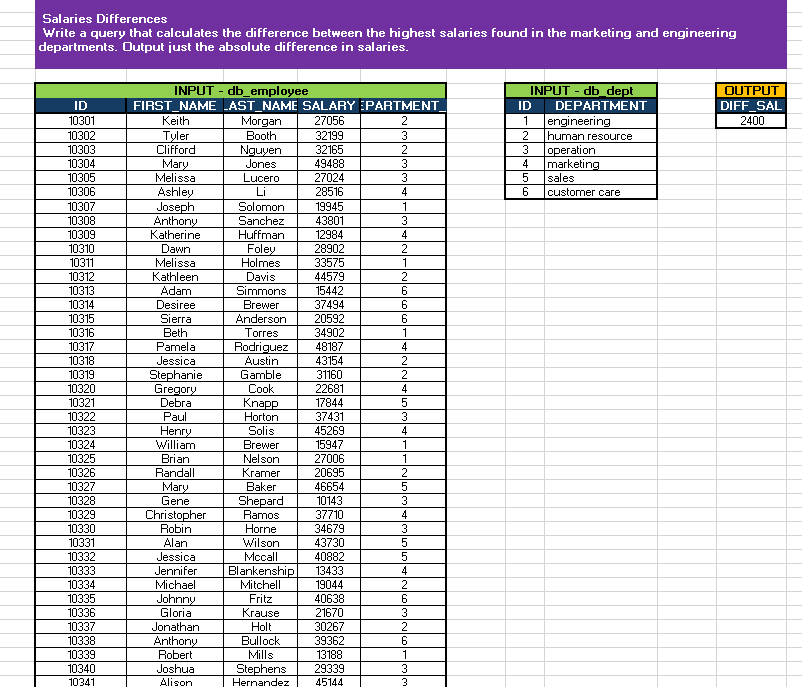 Salaries Differences
Write a query that calculates the difference between the highest salaries found in the marketing and engineering
departments. Output just the absolute difference in salaries.
INPUT - db_employee
ID FIRST_NAME .AST_NAME SALARY EPARTMENT_
10301 Keith Morgan 27056 2
10302 Tyler Booth 32199 3
10303 Clifford Nguyen 32165 2
10304 Mary Jones 49488 3
10305 Melissa Lucero 27024 3
10306 Ashley Li 28516 4
10307 Joseph Solomon 19945 1
10308 Anthony Sanchez 43801 3
10309 Katherine Huffman 12984 4
10310 Dawn Foley 28902 2
10311 Melissa Holmes 33575 1
10312 Kathleen Davis 44579 2
10313 Adam Simmons 15442 6
10314 Desiree Brewer 37494 6
10315 Sierra Anderson 20592 6
10316 Beth Torres 34902 1
10317 Pamela Rodriguez 48187 4
10318 Jessica Austin 43154 2
10319 Stephanie Gamble 31160 2
10320 Gregory Cook 22681 4
10321 Debra Knapp 17844 5
10322 Paul Horton 37431 3
10323 Henry Solis 45269 4
10324 William Brewer 15947 1
10325 Brian Nelson 27006 1
10326 Randall Kramer 20695 2
10327 Mary Baker 46654 5
10328 Gene Shepard 10143 3
10329 Christopher Ramos 37710 4
10330 Robin Horne 34679 3
10331 Alan Wilson 43730 5
10332 Jessica Mccall 40882 5
10333 Jennifer Blankenship 13433 4
10334 Michael Mitchell 19044 2
10335 Johnny Fritz 40638 6
10336 Gloria Krause 21670 3
10337 Jonathan Holt 30267 2
10338 Anthony Bullock 39362 6
10339 Robert Mills 13188 1
10340 Joshua Stephens 29339 3
10341 Alison Hernandez 45144 3
INPUT - db_dept
ID DEPARTMENT
1 engineering
2 human resource
3 operation
4 marketing
5 sales
6 customer care
OUTPUT
DIFF_SAL
2400